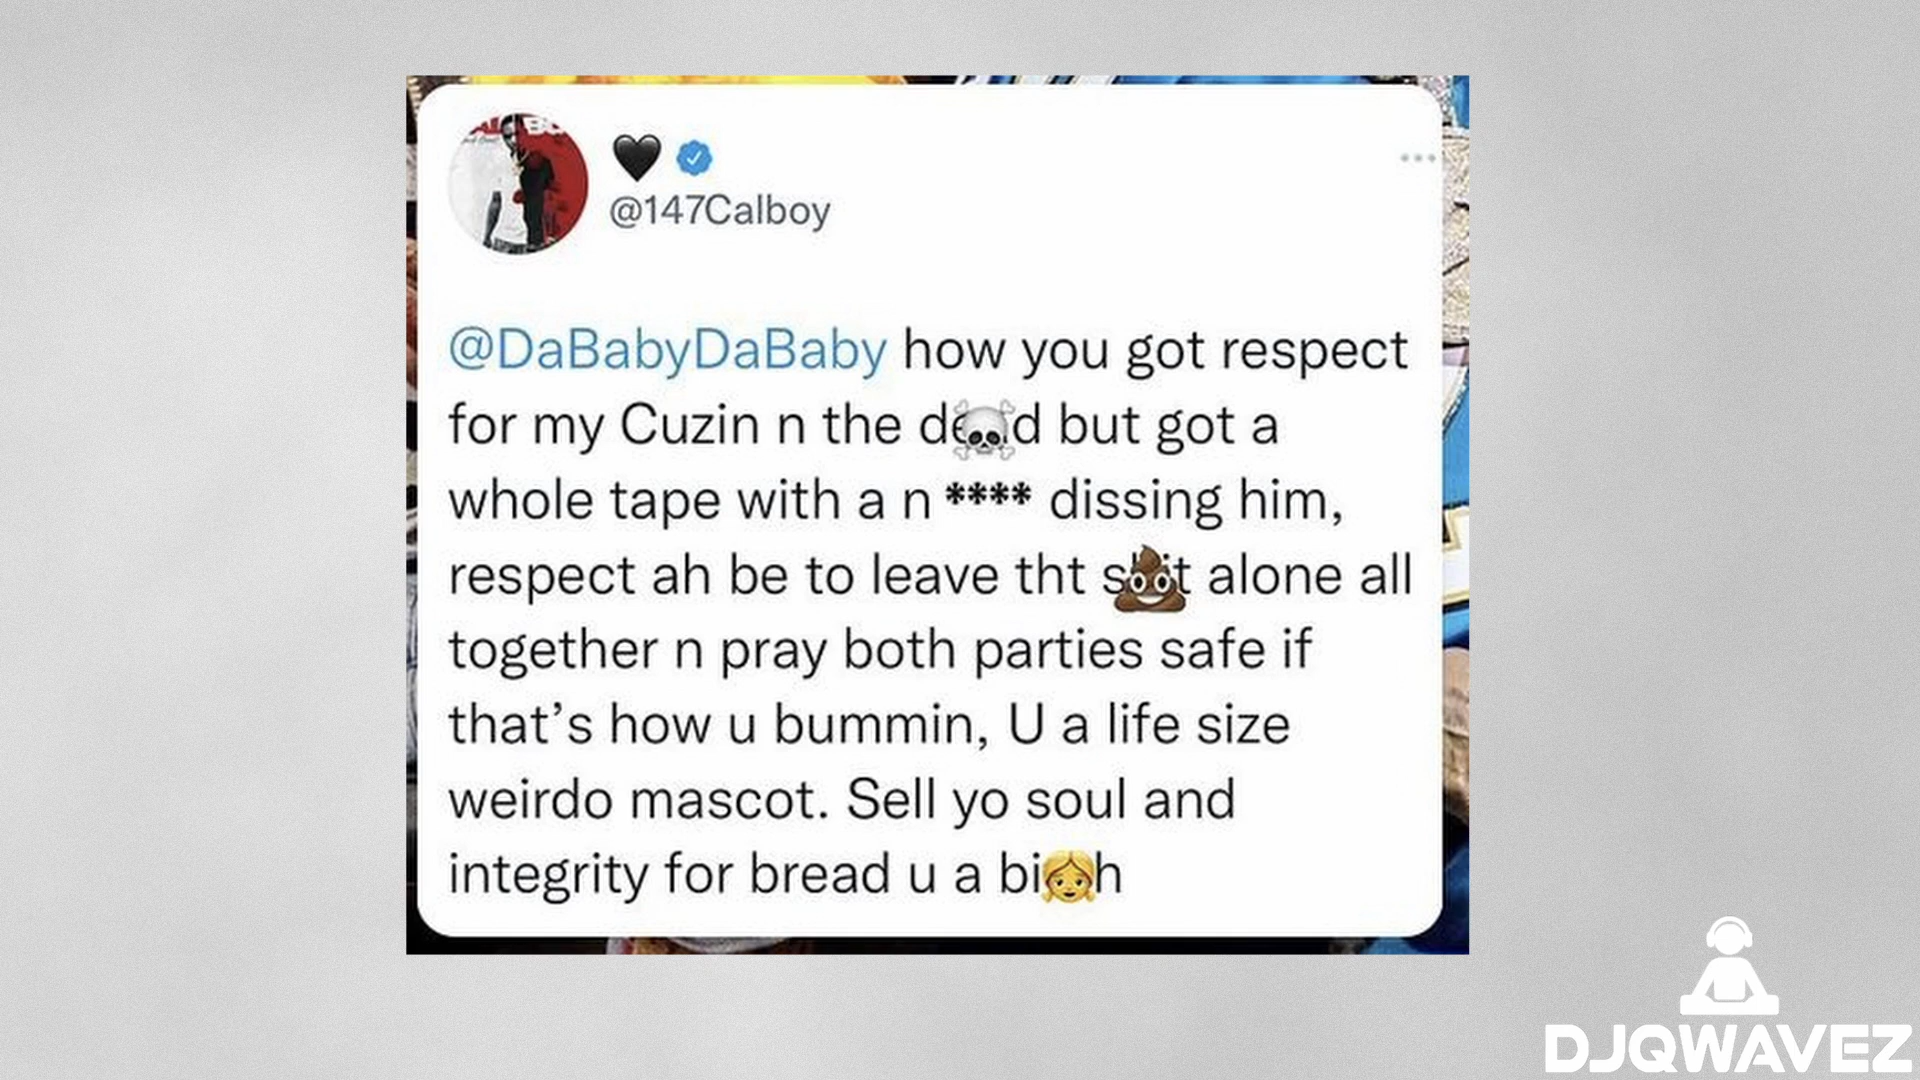 🖤
@147Calboy
@DaBabyDaBaby how you got respect
for my Cuzin n the de☠️d but got a
whole tape with a n **** dissing him,
respect ah be to leave tht s💩t alone all
together n pray both parties safe if
that's how u bummin, U a life size
weirdo mascot. Sell yo soul and
integrity for bread u a bi👧h
DJQWAVEZ